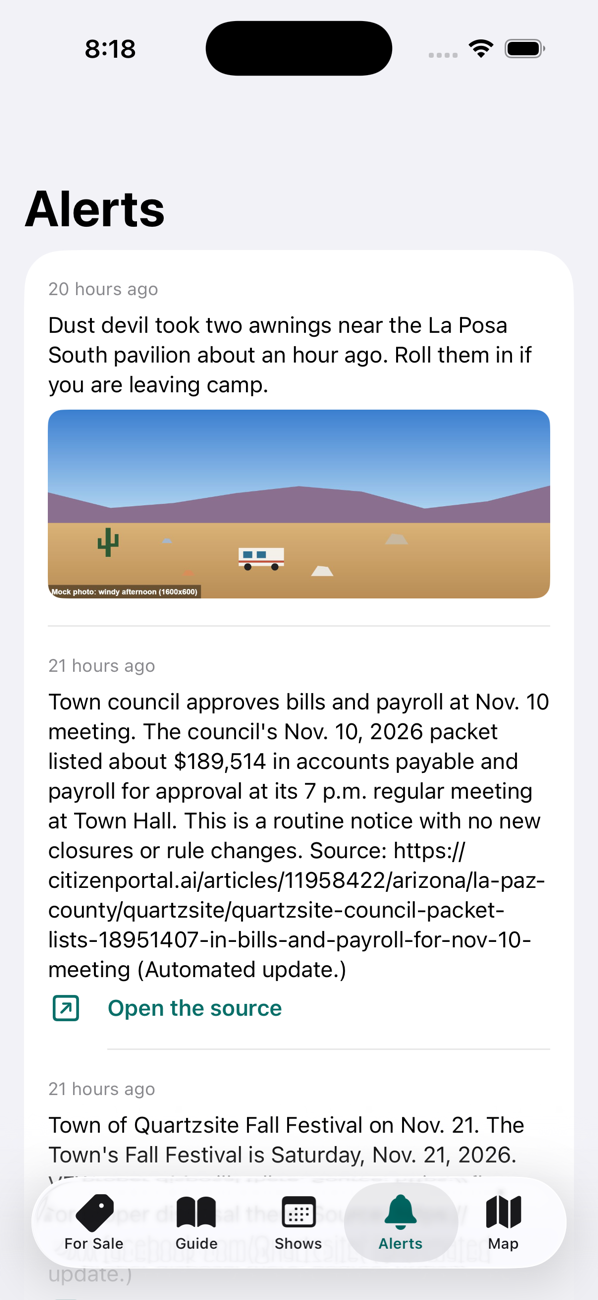 8:18
Alerts
20 hours ago
Dust devil took two awnings near the La Posa
South pavilion about an hour ago. Roll them in if
you are leaving camp.
Mock photo: windy afternoon (1600x600)
21 hours ago
Town council approves bills and payroll at Nov. 10
meeting. The council's Nov. 10, 2026 packet
listed about $189,514 in accounts payable and
payroll for approval at its 7 p.m. regular meeting
at Town Hall. This is a routine notice with no new
closures or rule changes. Source: https://
citizenportal.ai/articles/11958422/arizona/la-paz-
county/quartzsite/quartzsite-council-packet-
lists-18951407-in-bills-and-payroll-for-nov-10-
meeting (Automated update.)
Open the source
21 hours ago
Town of Quartzsite Fall Festival on Nov. 21. The
Town's Fall Festival is Saturday, Nov. 21, 2026.
update.)
For Sale
Guide
Shows
Alerts
Map